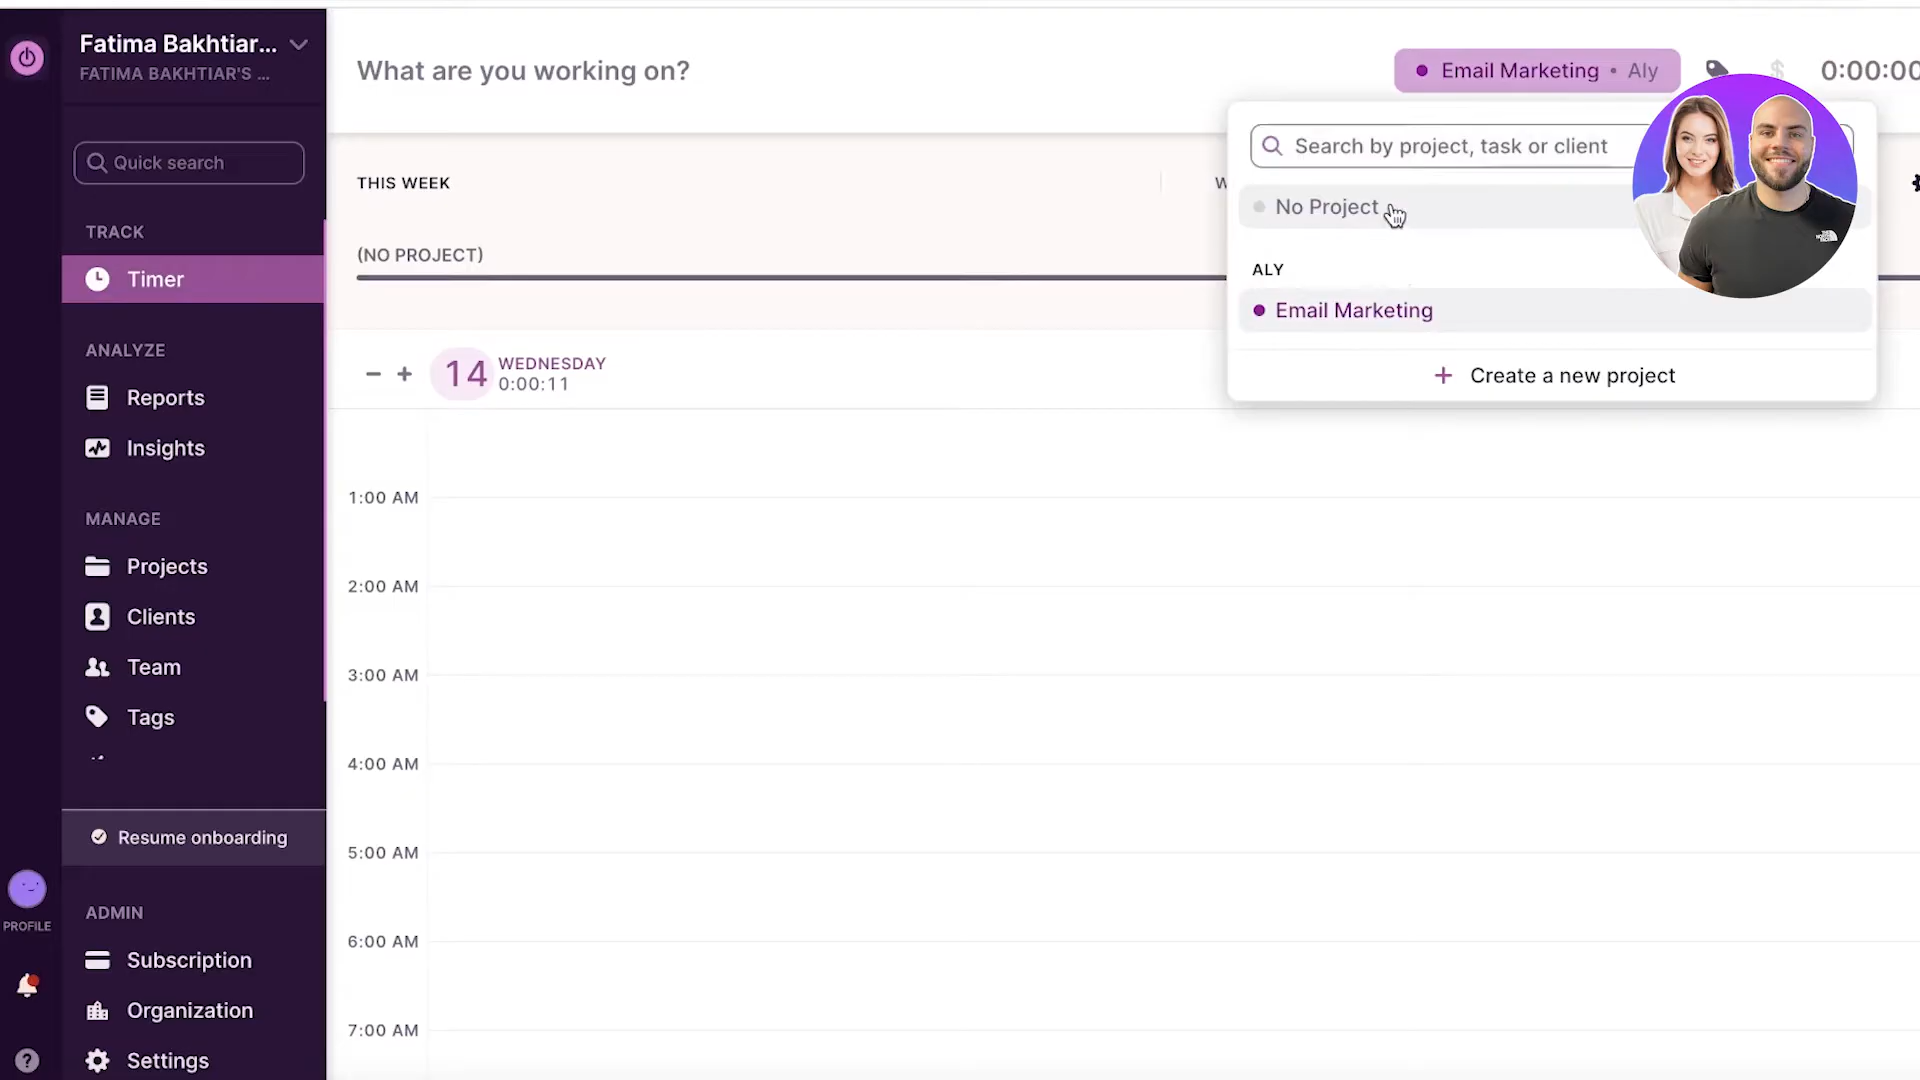 Fatima Bakhtiar...
FATIMA BAKHTIAR'S ...
Quick search
TRACK
Timer
ANALYZE
Reports
Insights
MANAGE
Projects
Clients
Team
Tags
Resume onboarding
ADMIN
Subscription
Organization
Settings
PROFILE
?
What are you working on?
Email Marketing • Aly
$
0:00:00
Search by project, task or client
No Project
ALY
Email Marketing
+ Create a new project
THIS WEEK
W
(NO PROJECT)
− +
14
WEDNESDAY
0:00:11
1:00 AM
2:00 AM
3:00 AM
4:00 AM
5:00 AM
6:00 AM
7:00 AM